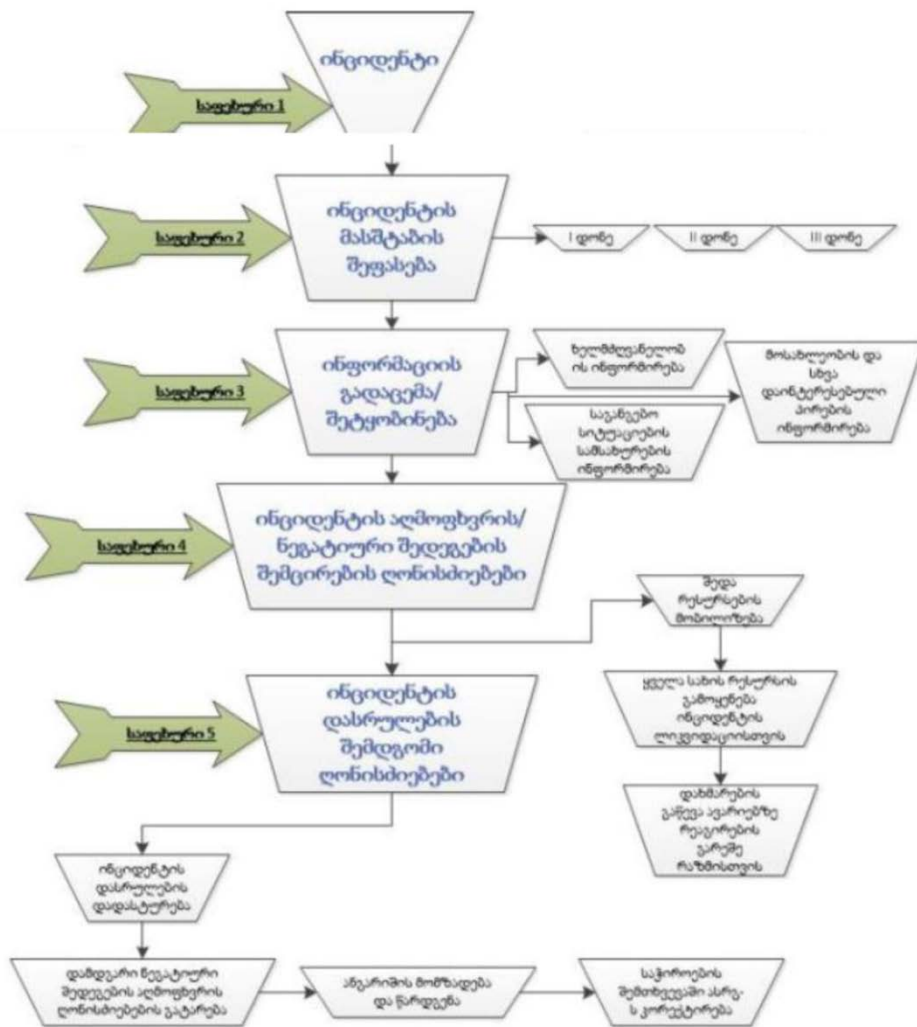 ინციდენტი
საფეხური 1
ინციდენტის
მასშტაბის
შეფასება
საფეხური 2
I დონე
II დონე
III დონე
ინფორმაციის
გადაცემა/
შეტყობინება
საფეხური 3
ხელმძღვანელობ
ის ინფორმირება
მოსახლეობის და
სხვა
დაინტერესებული
პირების
ინფორმირება
საგანგებო
სიტუაციების
სამსახურების
ინფორმირება
ინციდენტის აღმოფხვრის/
ნეგატიური შედეგების
შემცირების ღონისძიებები
საფეხური 4
შედა
რესურსების
მობილიზება
ინციდენტის
დასრულების
შემდგომი
ღონისძიებები
საფეხური 5
ყველა სახის რესურსის
გამოყენება
ინციდენტის
ლიკვიდაციისთვის
დახმარების
გაწევა ავარიებზე
რეაგირების
გარეშე
რაზმისთვის
ინციდენტის
დასრულების
დადასტურება
დამდგარი ნეგატიური
შედეგების აღმოფხვრის
ღონისძიებების გატარება
ანგარიშის მომზადება
და წარდგენა
საჭიროების
შემთხვევაში ასრგ-
ს კორექტირება